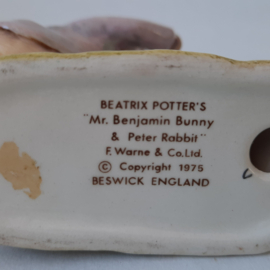 BEATRIX POTTER'S
"Mr. Benjamin Bunny
& Peter Rabbit"
F. Warne & Co. Ltd.
© Copyright 1975
BESWICK ENGLAND